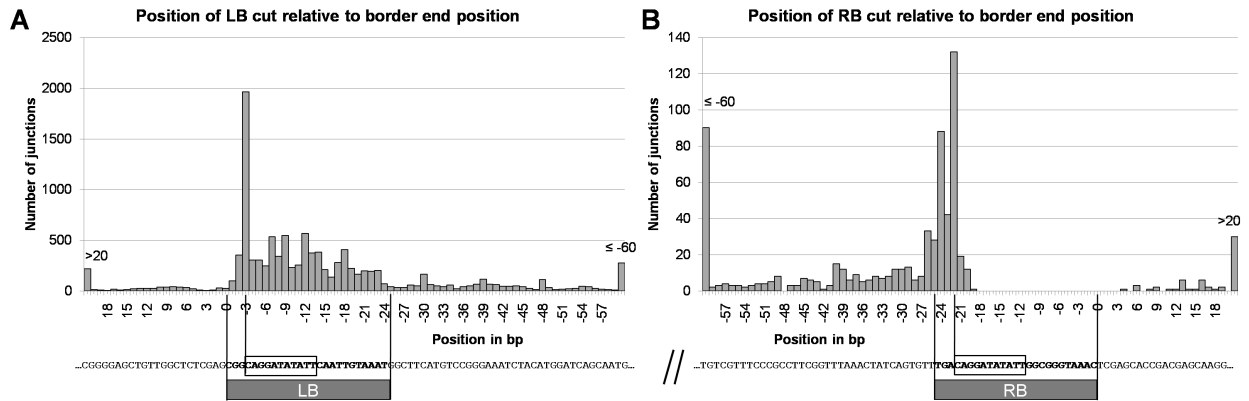 A
Position of LB cut relative to border end position
Number of junctions
2500
2000
1500
1000
500
0
>20
≤ -60
18 15 12 9 6 3 0 -3 -6 -9 -12 -15 -18 -21 -24 -27 -30 -33 -36 -39 -42 -45 -48 -51 -54 -57
Position in bp
...CGGGGAGCTGTTGGCTCTCGAGCGGCAGGATATATTCAATTGTAAATGGCTTCATGTCCGGGAAATCTACATGGATCAGCAATG...
LB
B
Position of RB cut relative to border end position
Number of junctions
140
120
100
80
60
40
20
0
≤ -60
>20
-57 -54 -51 -48 -45 -42 -39 -36 -33 -30 -27 -24 -21 -18 -15 -12 -9 -6 -3 0 3 6 9 12 15 18
Position in bp
//
...TGTCGTTTCCCGCCTTCGGTTTAAACTATCAGTGTTTGACAGGATATATTGGCGGGTAAACTCGAGCACCGACGAGCAAGG...
RB